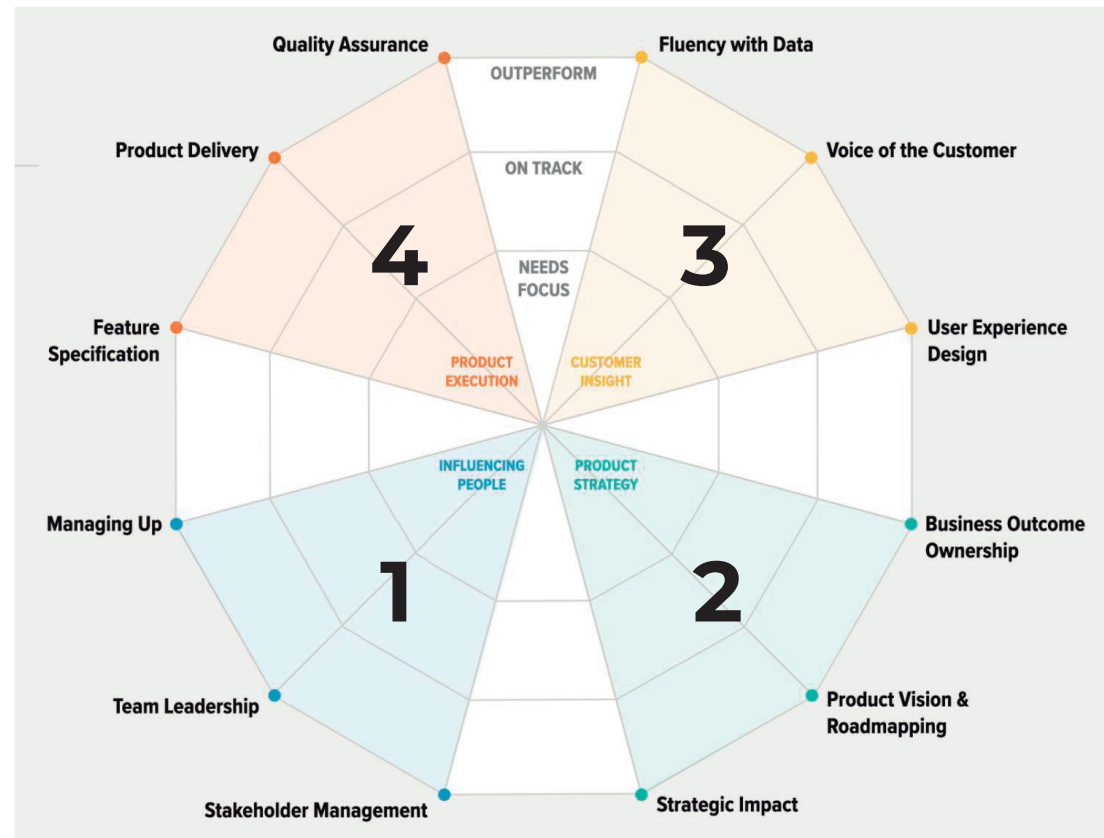 Quality Assurance
Fluency with Data
OUTPERFORM
Product Delivery
Voice of the Customer
ON TRACK
4
3
NEEDS
FOCUS
Feature
Specification
User Experience
Design
PRODUCT
EXECUTION
CUSTOMER
INSIGHT
INFLUENCING
PEOPLE
PRODUCT
STRATEGY
Managing Up
Business Outcome
Ownership
1
2
Team Leadership
Product Vision &
Roadmapping
Stakeholder Management
Strategic Impact